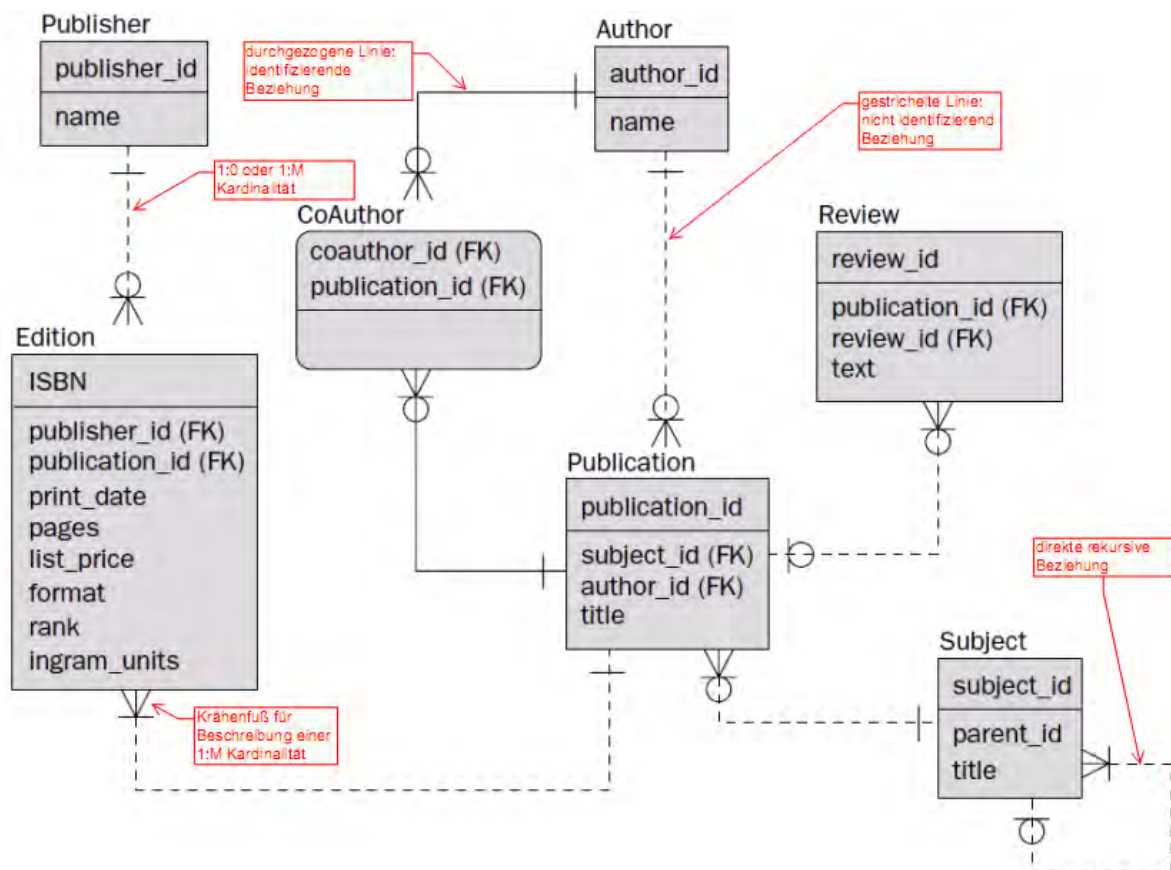 Publisher
publisher_id
name
durchgezogene Linie:
identifizierende
Beziehung
Author
author_id
name
gestrichelte Linie:
nicht identifizierend
Beziehung
1:0 oder 1:M
Kardinalität
CoAuthor
coauthor_id (FK)
publication_id (FK)
Review
review_id
publication_id (FK)
review_id (FK)
text
Edition
ISBN
publisher_id (FK)
publication_id (FK)
print_date
pages
list_price
format
rank
ingram_units
Publication
publication_id
subject_id (FK)
author_id (FK)
title
direkte rekursive
Beziehung
Subject
subject_id
parent_id
title
Krähenfuß für
Beschreibung einer
1:M Kardinalität